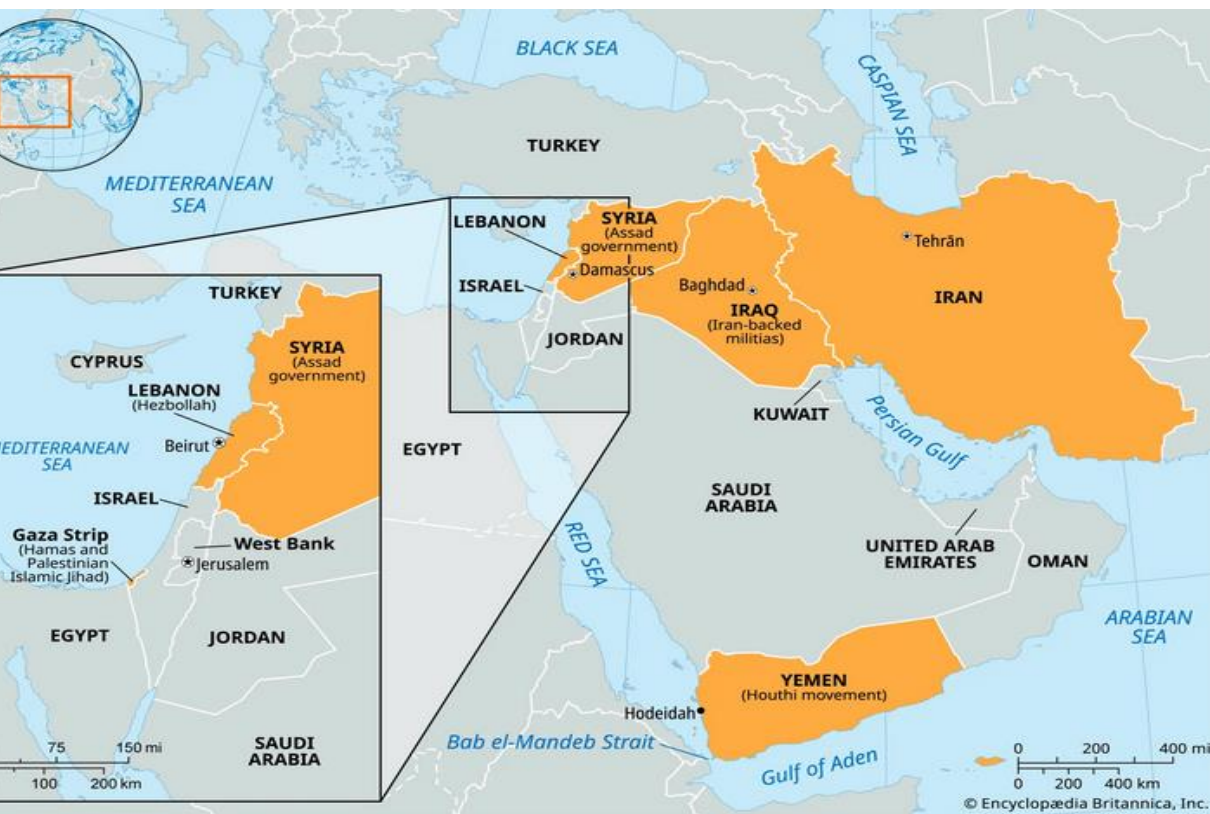 BLACK SEA
CASPIAN SEA
TURKEY
MEDITERRANEAN
SEA
LEBANON
SYRIA
(Assad
government)
Damascus
ISRAEL
JORDAN
Baghdad
IRAQ
(Iran-backed
militias)
Tehrān
IRAN
KUWAIT
Persian Gulf
EGYPT
SAUDI
ARABIA
RED SEA
UNITED ARAB
EMIRATES
OMAN
ARABIAN
SEA
YEMEN
(Houthi movement)
Hodeidah
Bab el-Mandeb Strait
Gulf of Aden
0 200 400 mi
0 200 400 km
© Encyclopædia Britannica, Inc.
TURKEY
CYPRUS
SYRIA
(Assad
government)
LEBANON
(Hezbollah)
Beirut
SEA
ISRAEL
Gaza Strip
(Hamas and
Palestinian
Islamic Jihad)
West Bank
Jerusalem
EGYPT
JORDAN
SAUDI
ARABIA
75 150 mi
100 200 km